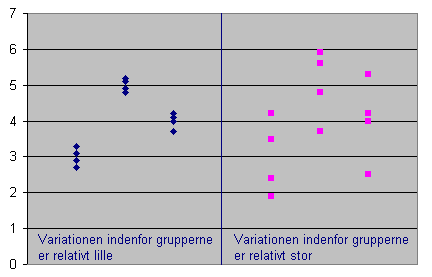 7
6
5
4
3
2
1
0
Variationen indenfor grupperne
er relativt lille
Variationen indenfor grupperne
er relativt stor